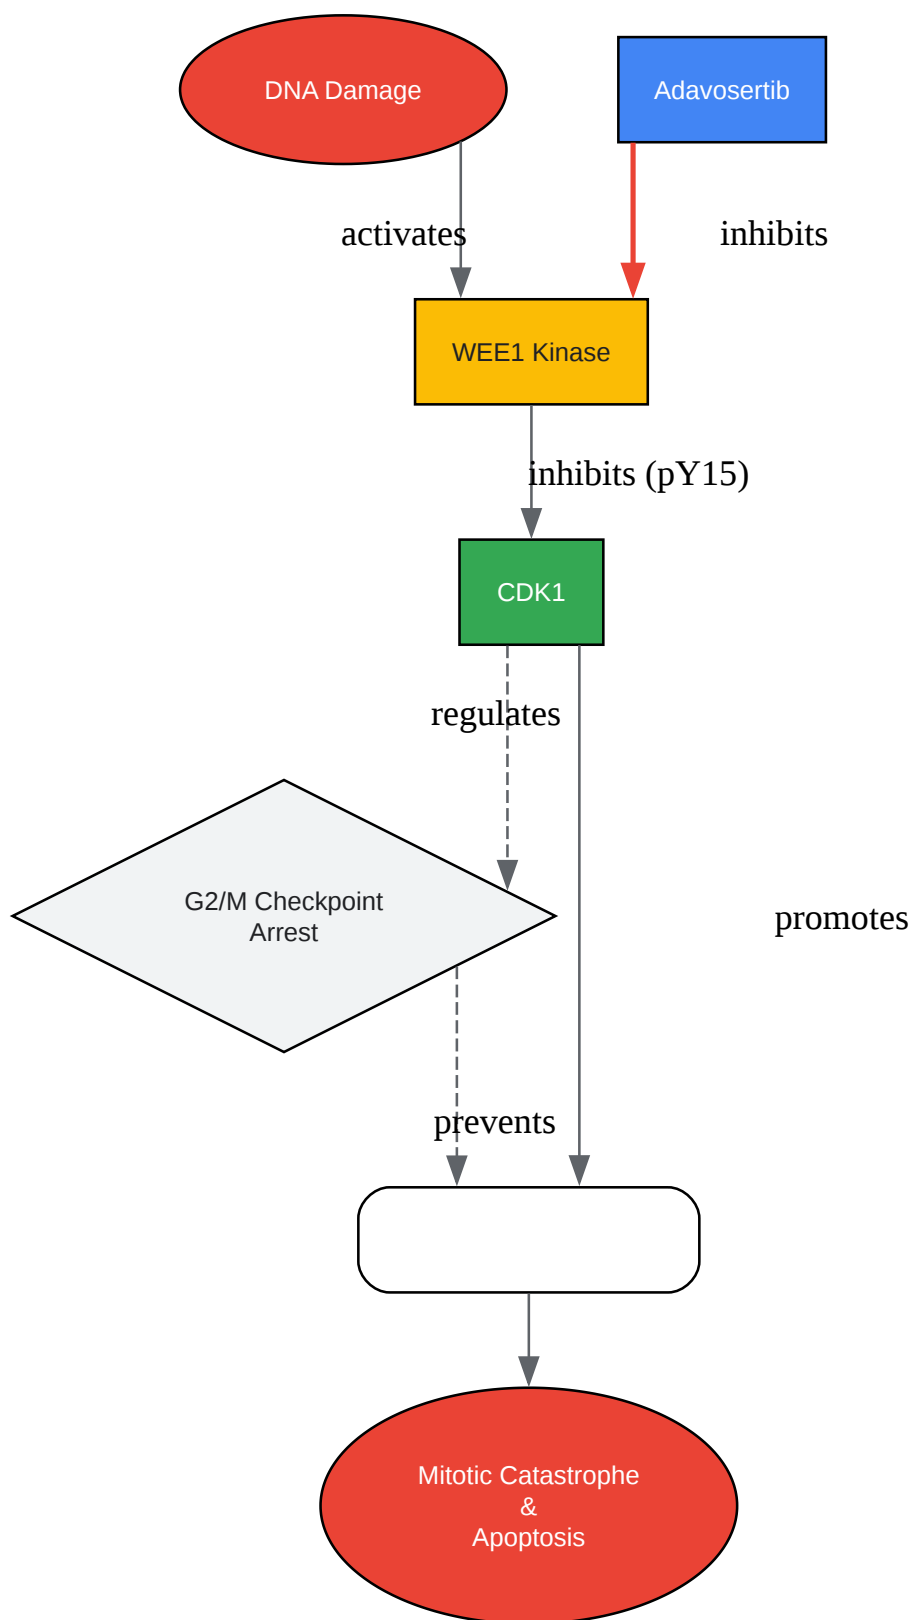 DNA Damage
Adavosertib
activates
inhibits
WEE1 Kinase
inhibits (pY15)
CDK1
regulates
G2/M Checkpoint
Arrest
promotes
prevents
Mitotic Catastrophe
&
Apoptosis